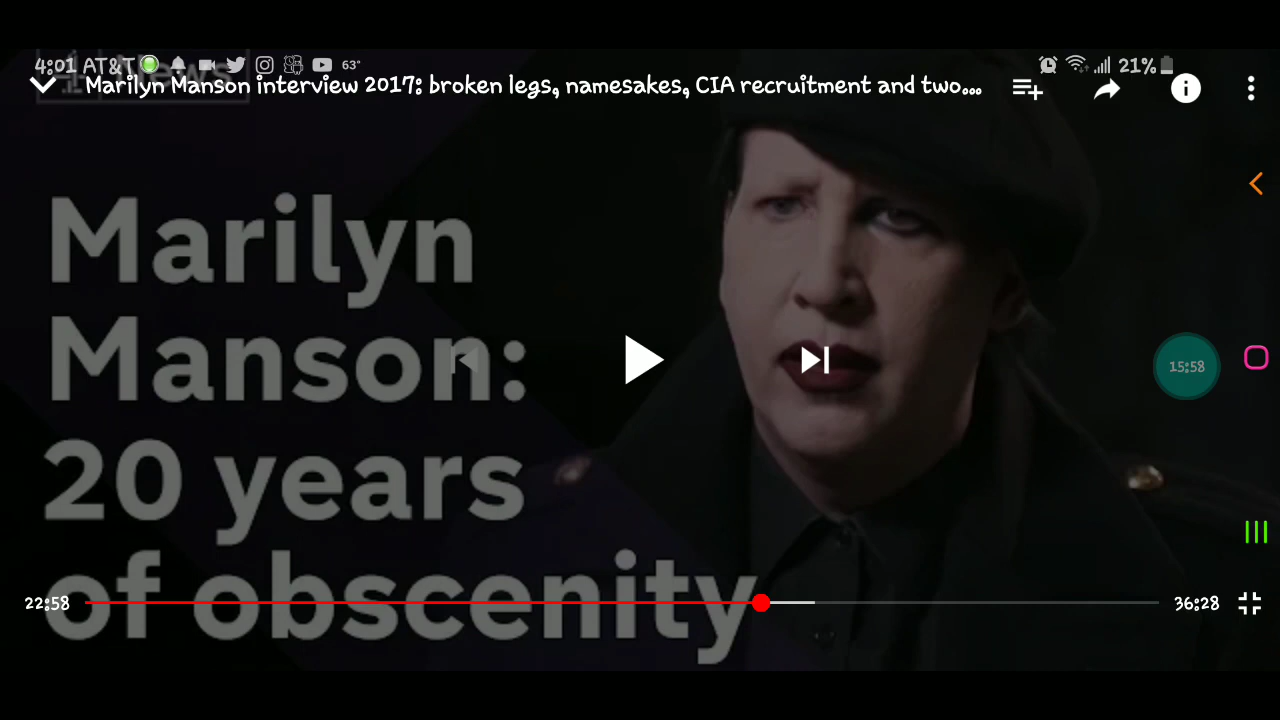 4:01 AT&T 63° 21%
News
Marilyn Manson interview 2017: broken legs, namesakes, CIA recruitment and two...
Marilyn
Manson:
20 years
of obscenity
15:58
22:58 36:28